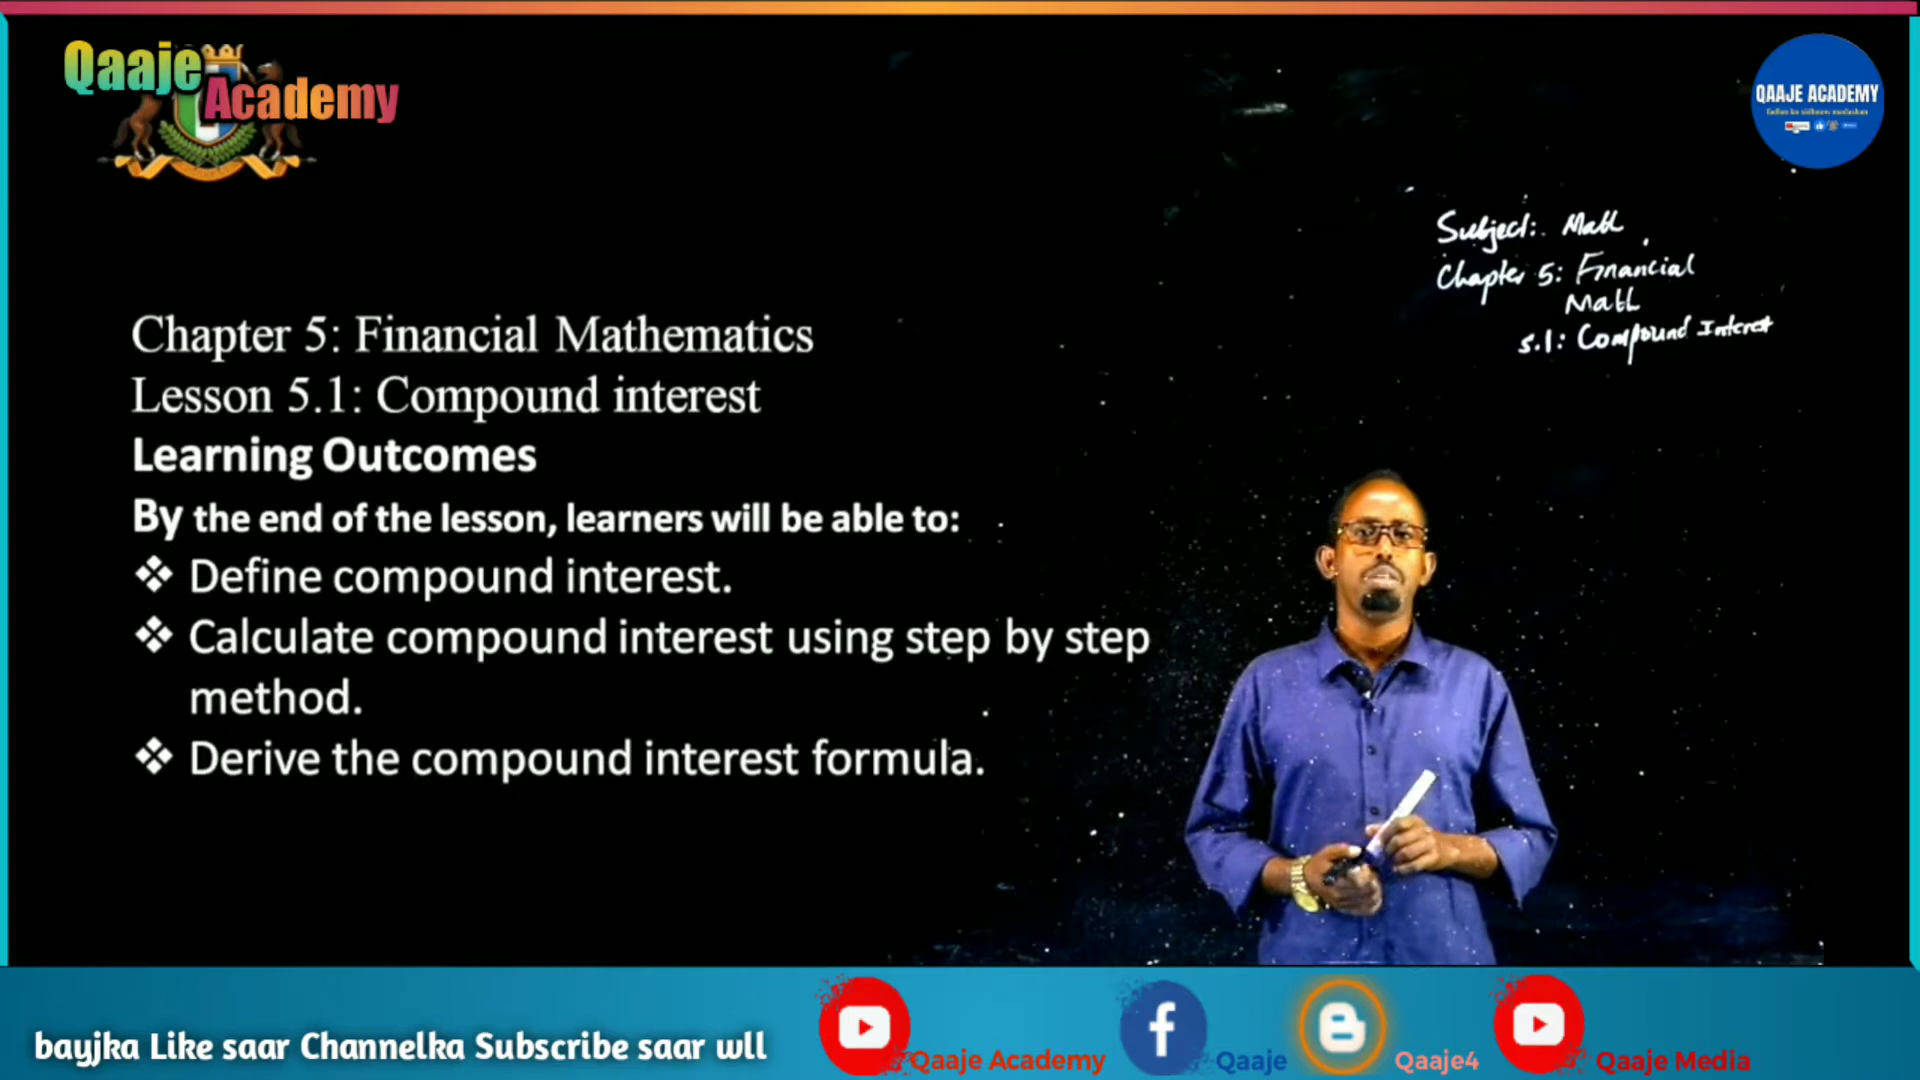 Qaaje
Academy
QAAJE ACADEMY
Subject: Math
Chapter 5: Financial
Math
5.1: Compound Interest
Chapter 5: Financial Mathematics
Lesson 5.1: Compound interest
Learning Outcomes
By the end of the lesson, learners will be able to:
❖ Define compound interest.
❖ Calculate compound interest using step by step
method.
❖ Derive the compound interest formula.
bayjka Like saar Channelka Subscribe saar wll
Qaaje Academy
Qaaje
Qaaje4
Qaaje Media